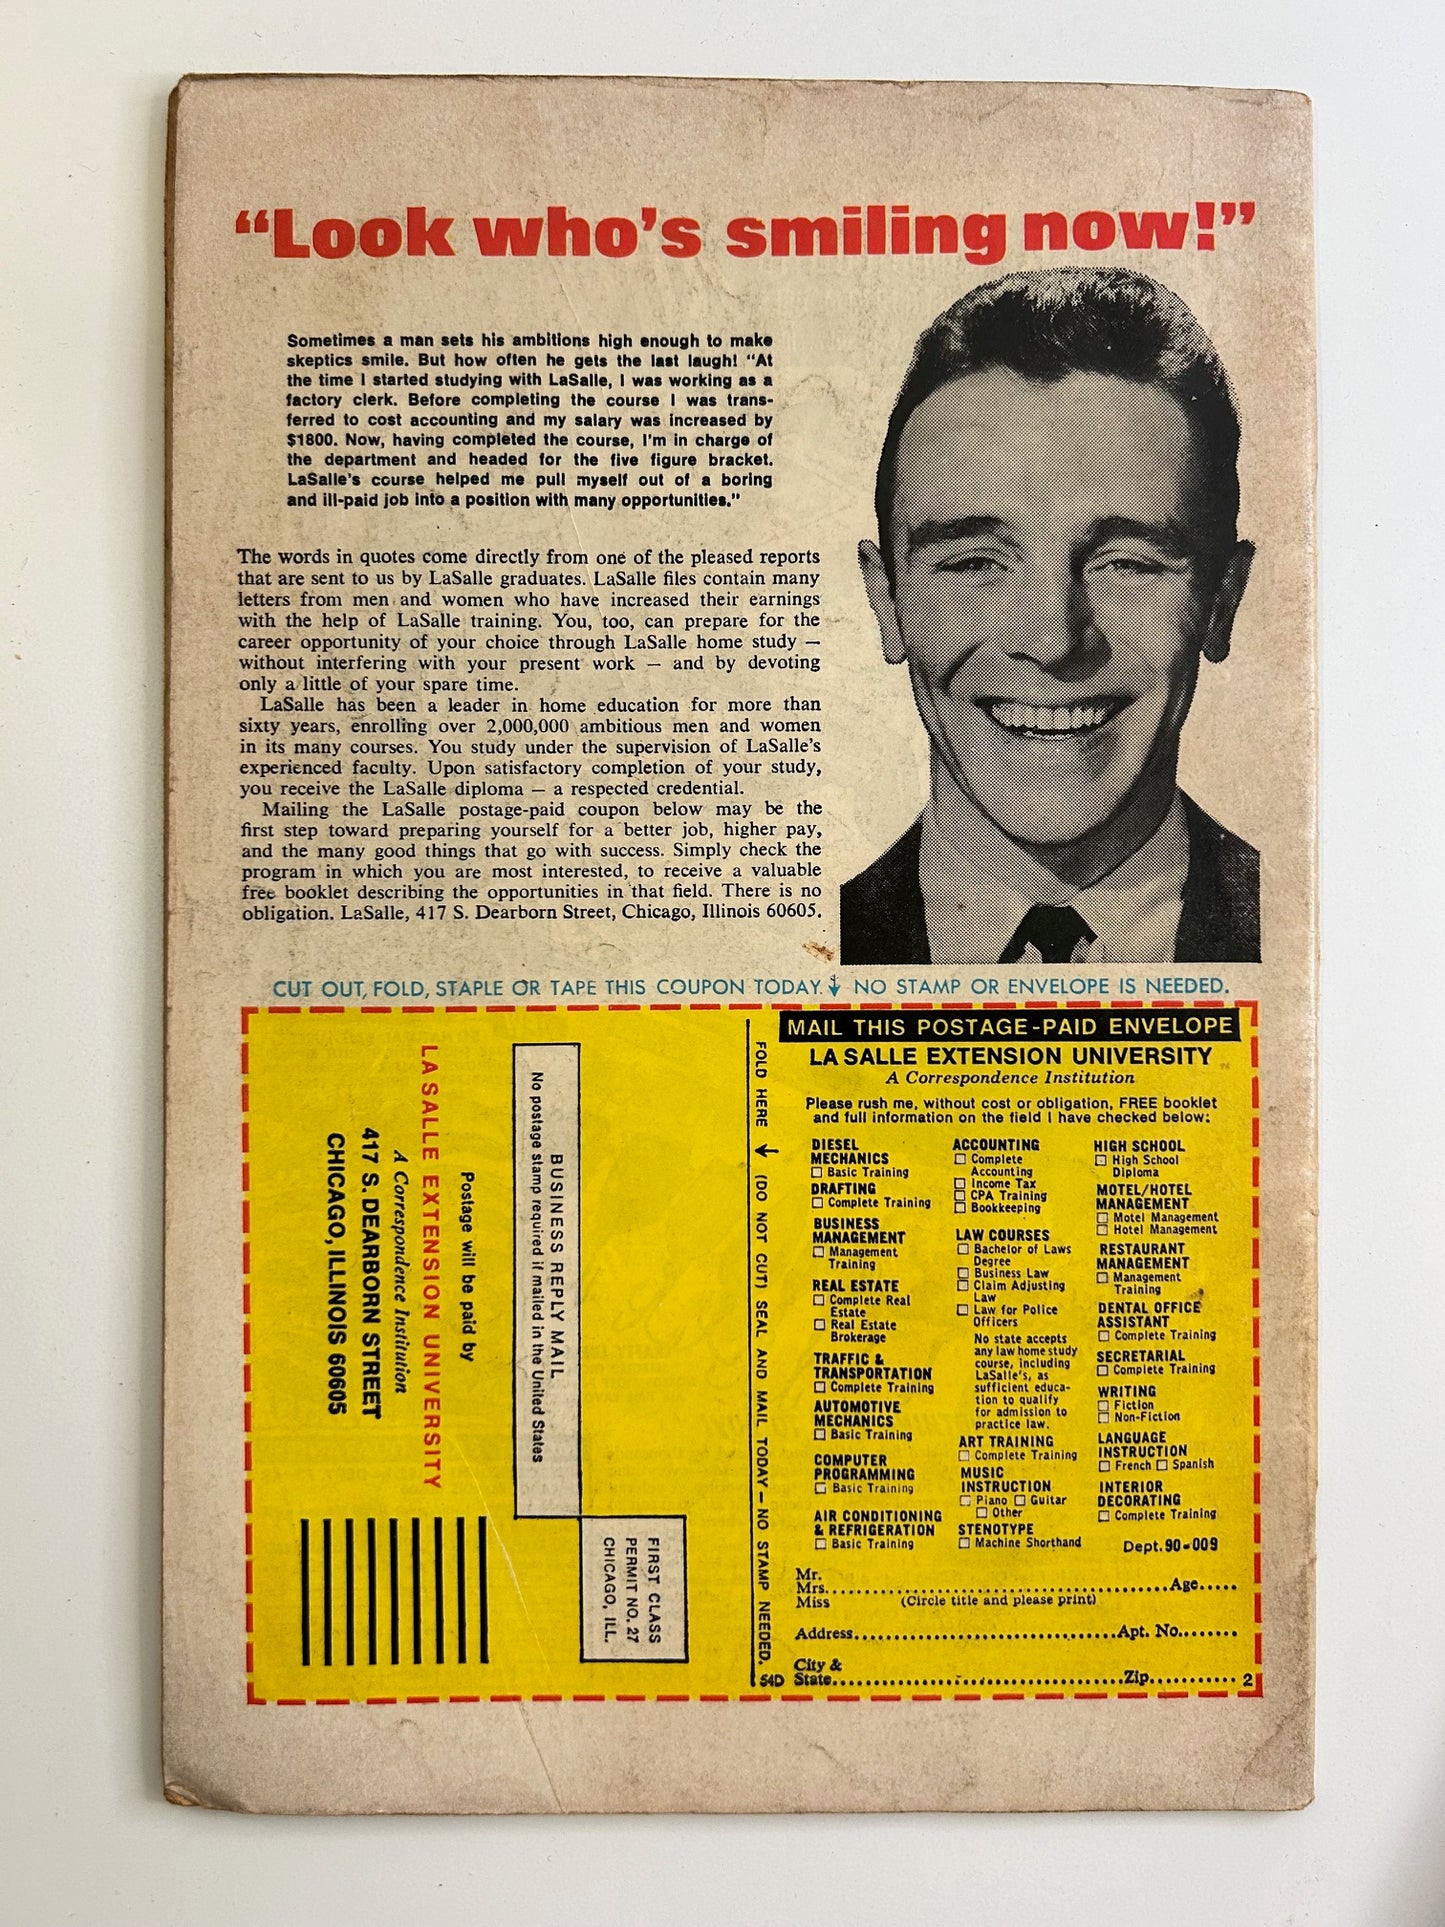 “Look who's smiling now!”
Sometimes a man sets his ambitions high enough to make
skeptics smile. But how often he gets the last laugh! “At
the time I started studying with LaSalle, I was working as a
factory clerk. Before completing the course I was trans-
ferred to cost accounting and my salary was increased by
$1800. Now, having completed the course, I'm in charge of
the department and headed for the five figure bracket.
LaSalle's course helped me pull myself out of a boring
and ill-paid job into a position with many opportunities.”
The words in quotes come directly from one of the pleased reports
that are sent to us by LaSalle graduates. LaSalle files contain many
letters from men and women who have increased their earnings
with the help of LaSalle training. You, too, can prepare for the
career opportunity of your choice through LaSalle home study —
without interfering with your present work — and by devoting
only a little of your spare time.
LaSalle has been a leader in home education for more than
sixty years, enrolling over 2,000,000 ambitious men and women
in its many courses. You study under the supervision of LaSalle's
experienced faculty. Upon satisfactory completion of your study,
you receive the LaSalle diploma — a respected credential.
Mailing the LaSalle postage-paid coupon below may be the
first step toward preparing yourself for a better job, higher pay,
and the many good things that go with success. Simply check the
program in which you are most interested, to receive a valuable
free booklet describing the opportunities in that field. There is no
obligation. LaSalle, 417 S. Dearborn Street, Chicago, Illinois 60605.
CUT OUT, FOLD, STAPLE OR TAPE THIS COUPON TODAY. NO STAMP OR ENVELOPE IS NEEDED.
FIRST CLASS
PERMIT NO. 27
CHICAGO, ILL.
BUSINESS REPLY MAIL
No postage stamp required if mailed in the United States
Postage will be paid by
LA SALLE EXTENSION UNIVERSITY
A Correspondence Institution
417 S. DEARBORN STREET
CHICAGO, ILLINOIS 60605
FOLD HERE (DO NOT CUT) SEAL AND MAIL TODAY — NO STAMP NEEDED.
54D
MAIL THIS POSTAGE-PAID ENVELOPE
LA SALLE EXTENSION UNIVERSITY
A Correspondence Institution
Please rush me, without cost or obligation, FREE booklet
and full information on the field I have checked below:
DIESEL
MECHANICS
Basic Training
DRAFTING
Complete Training
BUSINESS
MANAGEMENT
Management
Training
REAL ESTATE
Complete Real
Estate
Real Estate
Brokerage
TRAFFIC &
TRANSPORTATION
Complete Training
AUTOMOTIVE
MECHANICS
Basic Training
COMPUTER
PROGRAMMING
Basic Training
AIR CONDITIONING
& REFRIGERATION
Basic Training
ACCOUNTING
Complete
Accounting
Income Tax
CPA Training
Bookkeeping
LAW COURSES
Bachelor of Laws
Degree
Business Law
Claim Adjusting
Law
Law for Police
Officers
No state accepts
any law home study
course, including
LaSalle's, as
sufficient educa-
tion to qualify
for admission to
practice law.
ART TRAINING
Complete Training
MUSIC
INSTRUCTION
Piano Guitar
Other
STENOTYPE
Machine Shorthand
HIGH SCHOOL
High School
Diploma
MOTEL/HOTEL
MANAGEMENT
Motel Management
Hotel Management
RESTAURANT
MANAGEMENT
Management
Training
DENTAL OFFICE
ASSISTANT
Complete Training
SECRETARIAL
Complete Training
WRITING
Fiction
Non-Fiction
LANGUAGE
INSTRUCTION
French Spanish
INTERIOR
DECORATING
Complete Training
Dept. 90-009
Mr.
Mrs. Age
Miss (Circle title and please print)
Address Apt. No.
City &
State Zip 2